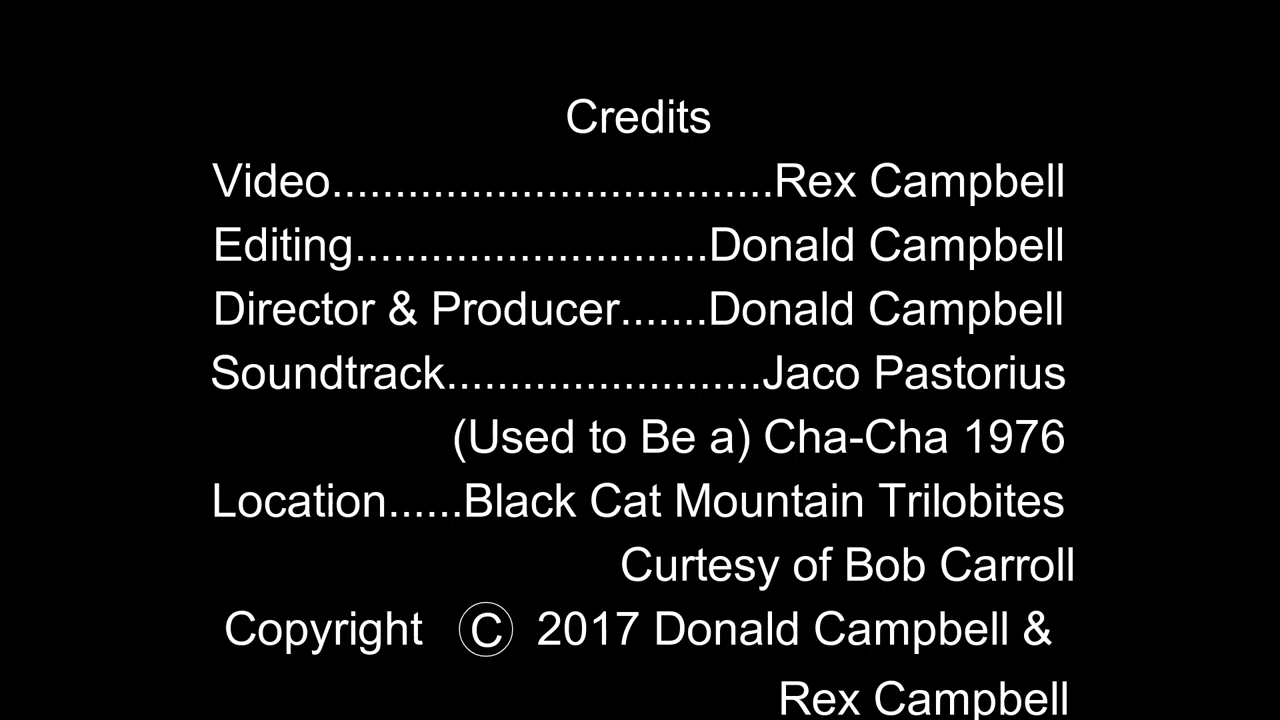 Credits
Video...................................Rex Campbell
Editing............................Donald Campbell
Director & Producer.......Donald Campbell
Soundtrack.........................Jaco Pastorius
(Used to Be a) Cha-Cha 1976
Location......Black Cat Mountain Trilobites
Curtesy of Bob Carroll
Copyright © 2017 Donald Campbell &
Rex Campbell